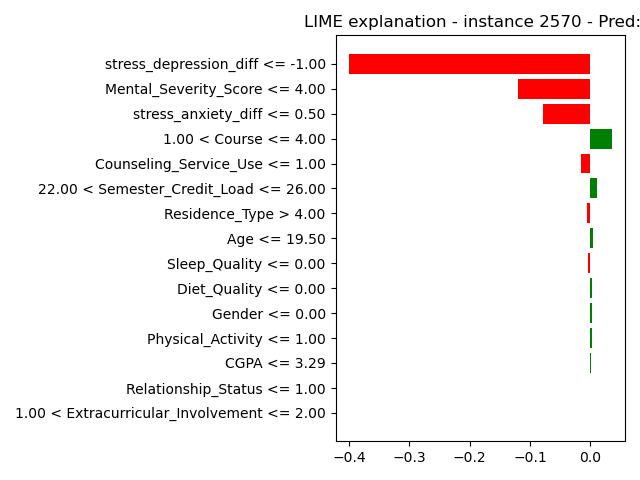 LIME explanation - instance 2570 - Pred:
stress_depression_diff <= -1.00
Mental_Severity_Score <= 4.00
stress_anxiety_diff <= 0.50
1.00 < Course <= 4.00
Counseling_Service_Use <= 1.00
22.00 < Semester_Credit_Load <= 26.00
Residence_Type > 4.00
Age <= 19.50
Sleep_Quality <= 0.00
Diet_Quality <= 0.00
Gender <= 0.00
Physical_Activity <= 1.00
CGPA <= 3.29
Relationship_Status <= 1.00
1.00 < Extracurricular_Involvement <= 2.00
−0.4 −0.3 −0.2 −0.1 0.0